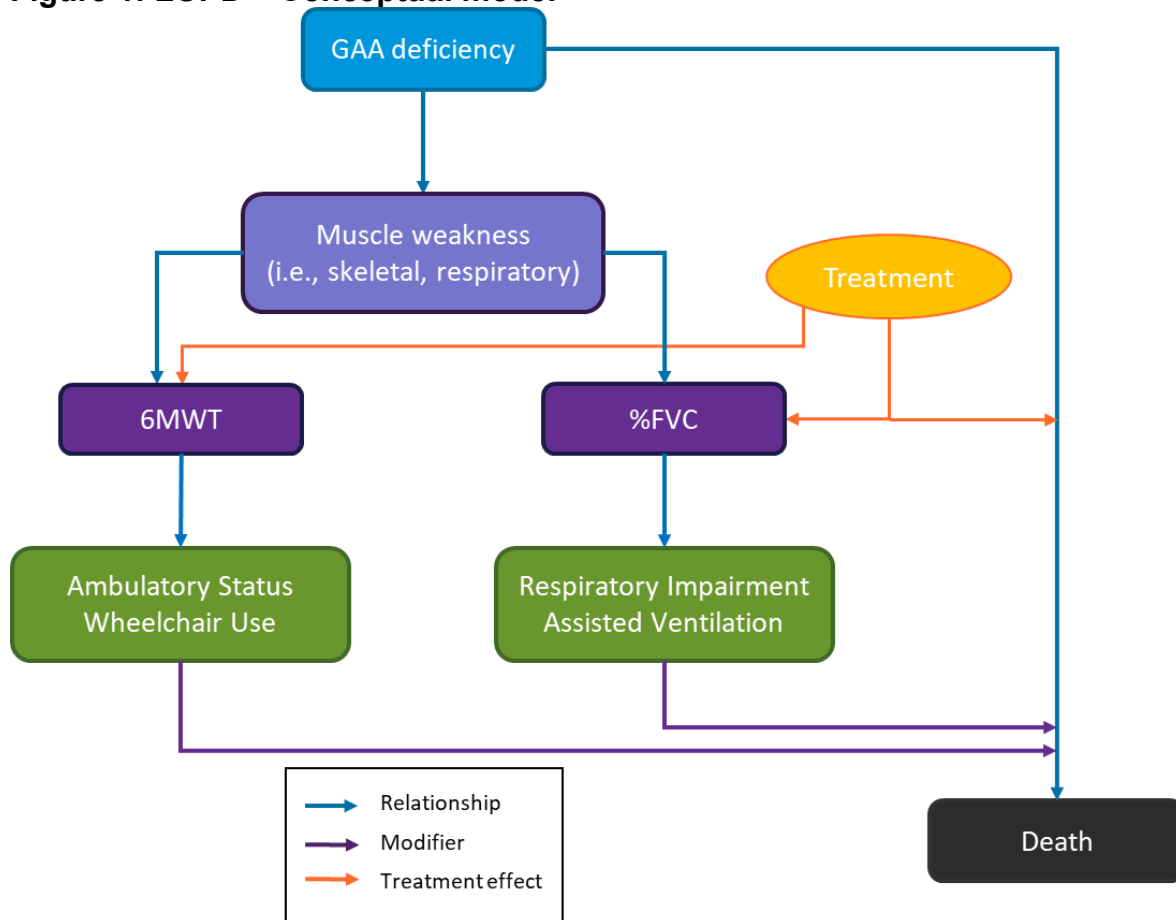 GAA deficiency
Muscle weakness
(i.e., skeletal, respiratory)
Treatment
6MWT
%FVC
Ambulatory Status
Wheelchair Use
Respiratory Impairment
Assisted Ventilation
Relationship
Modifier
Treatment effect
Death